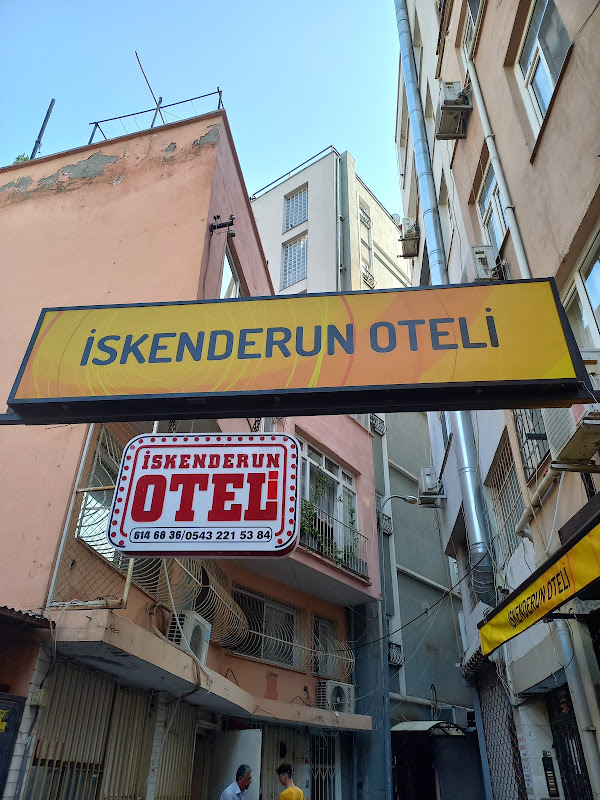 İSKENDERUN OTELİ
İSKENDERUN
OTELİ
614 68 36/0543 221 53 84
İSKENDERUN OTELİ